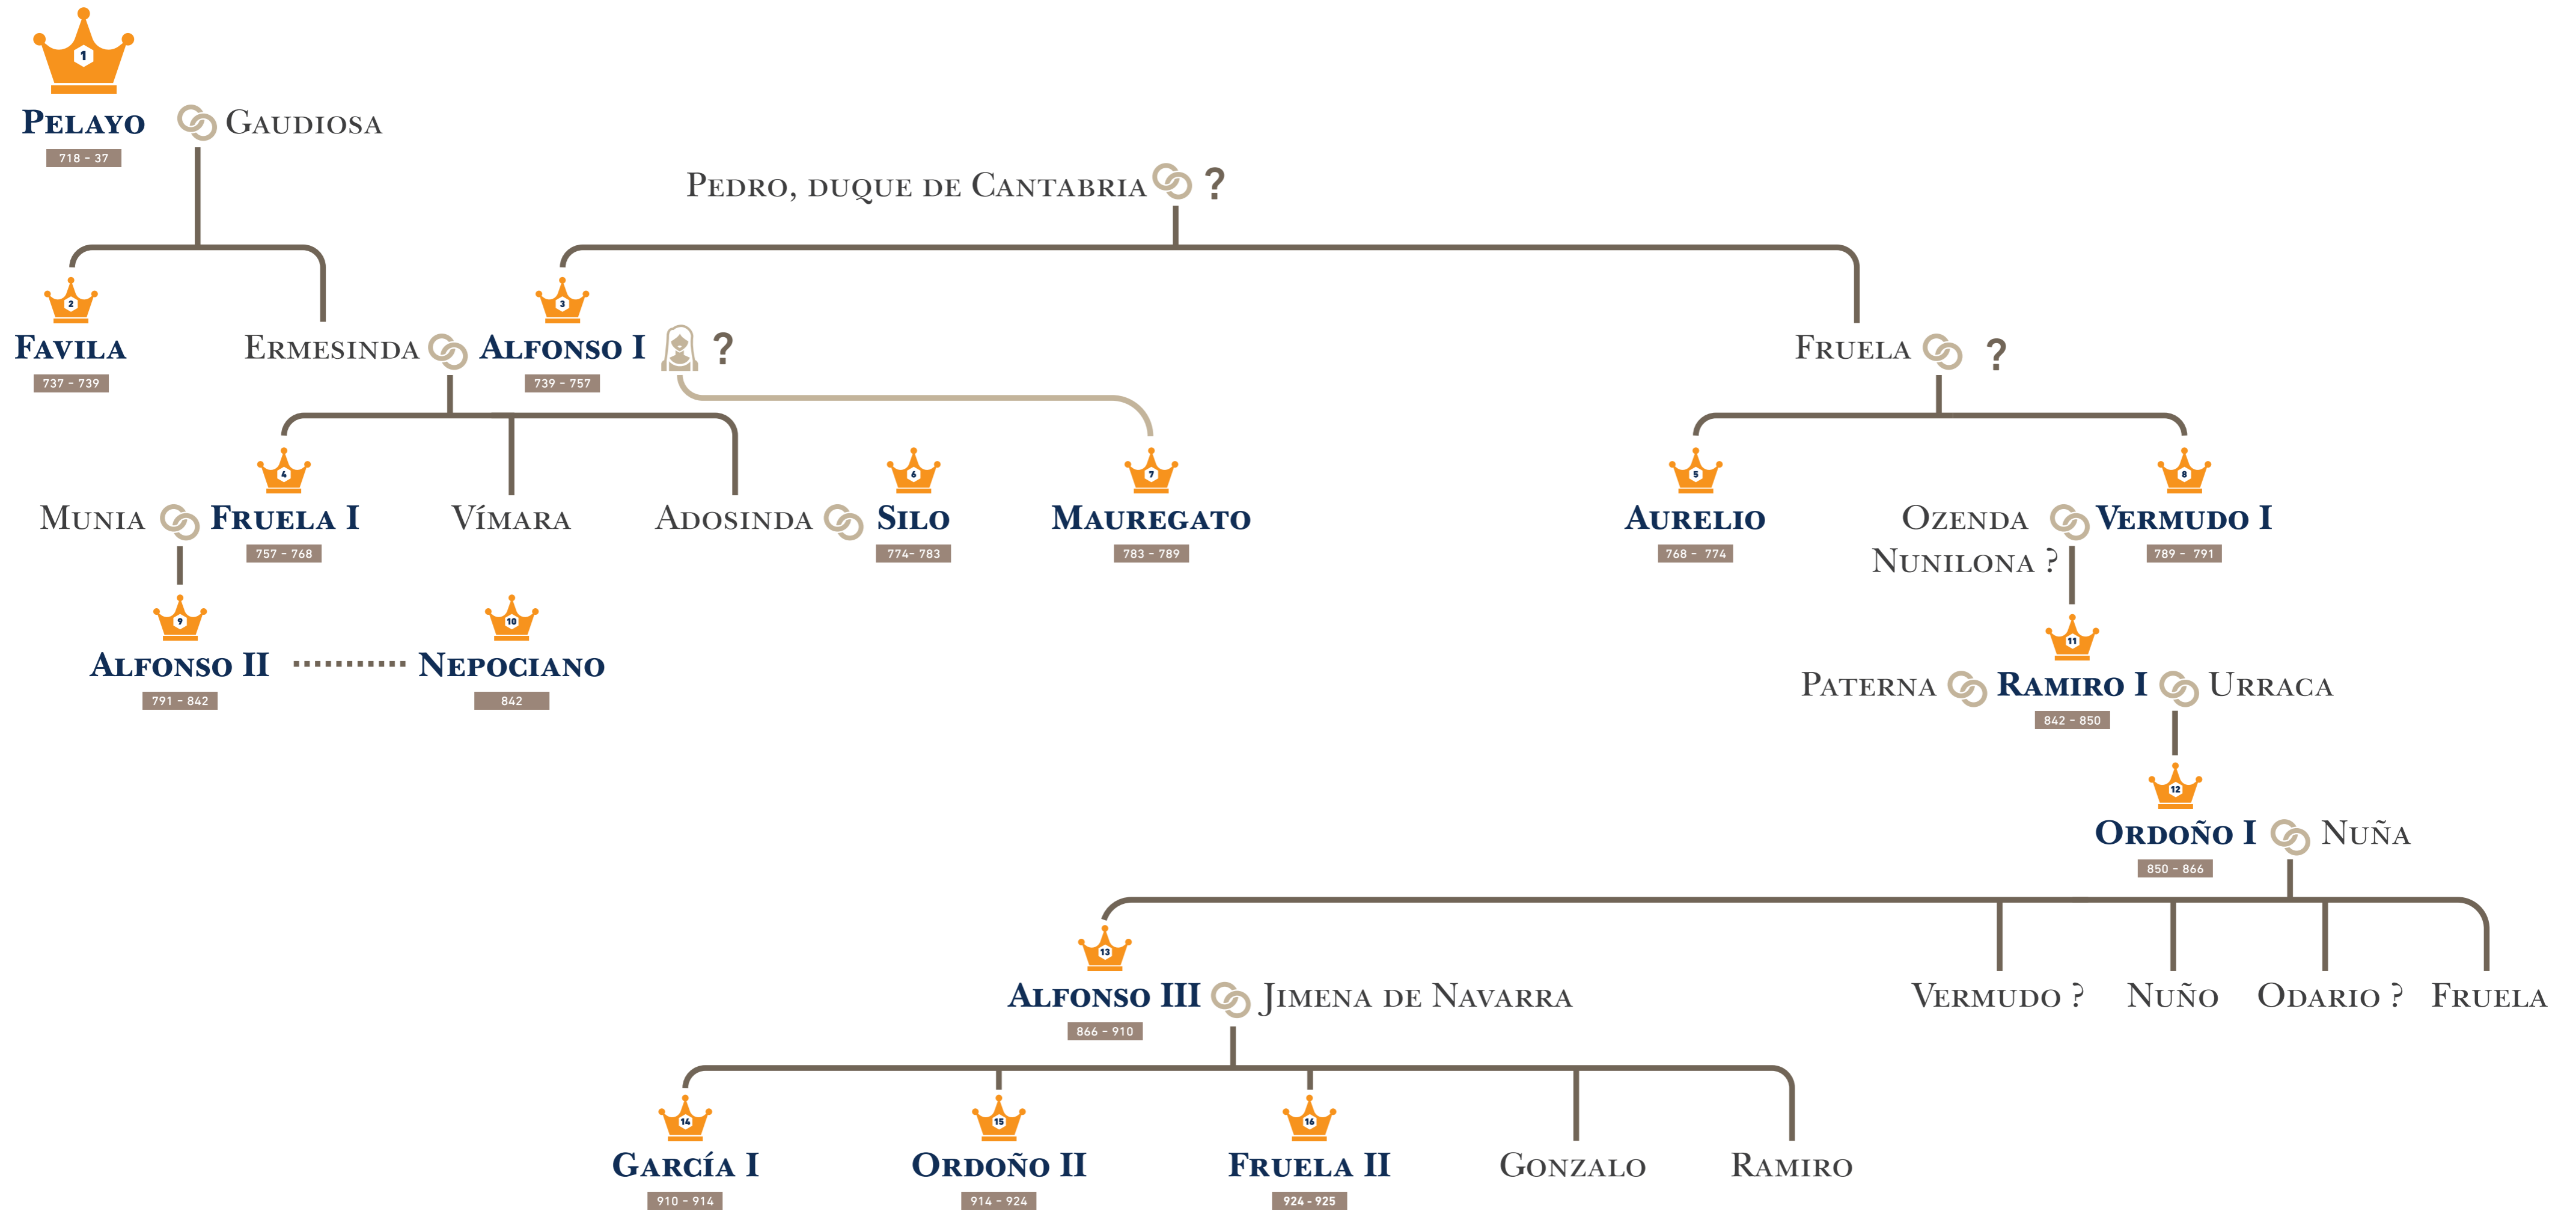 1
PELAYO
GAUDIOSA
718 - 37
PEDRO, DUQUE DE CANTABRIA
?
2
FAVILA
737 - 739
ERMESINDA
3
ALFONSO I
?
739 - 757
FRUELA
?
MUNIA
4
FRUELA I
757 - 768
VÍMARA
ADOSINDA
6
SILO
774- 783
7
MAUREGATO
783 - 789
5
AURELIO
768 - 774
OZENDA
NUNILONA ?
8
VERMUDO I
789 - 791
9
ALFONSO II
791 - 842
10
NEPOCIANO
842
PATERNA
11
RAMIRO I
842 - 850
URRACA
12
ORDOÑO I
850 - 866
NUÑA
13
ALFONSO III
866 - 910
JIMENA DE NAVARRA
VERMUDO ?
NUÑO
ODARIO ?
FRUELA
14
GARCÍA I
910 - 914
15
ORDOÑO II
914 - 924
16
FRUELA II
924 - 925
GONZALO
RAMIRO